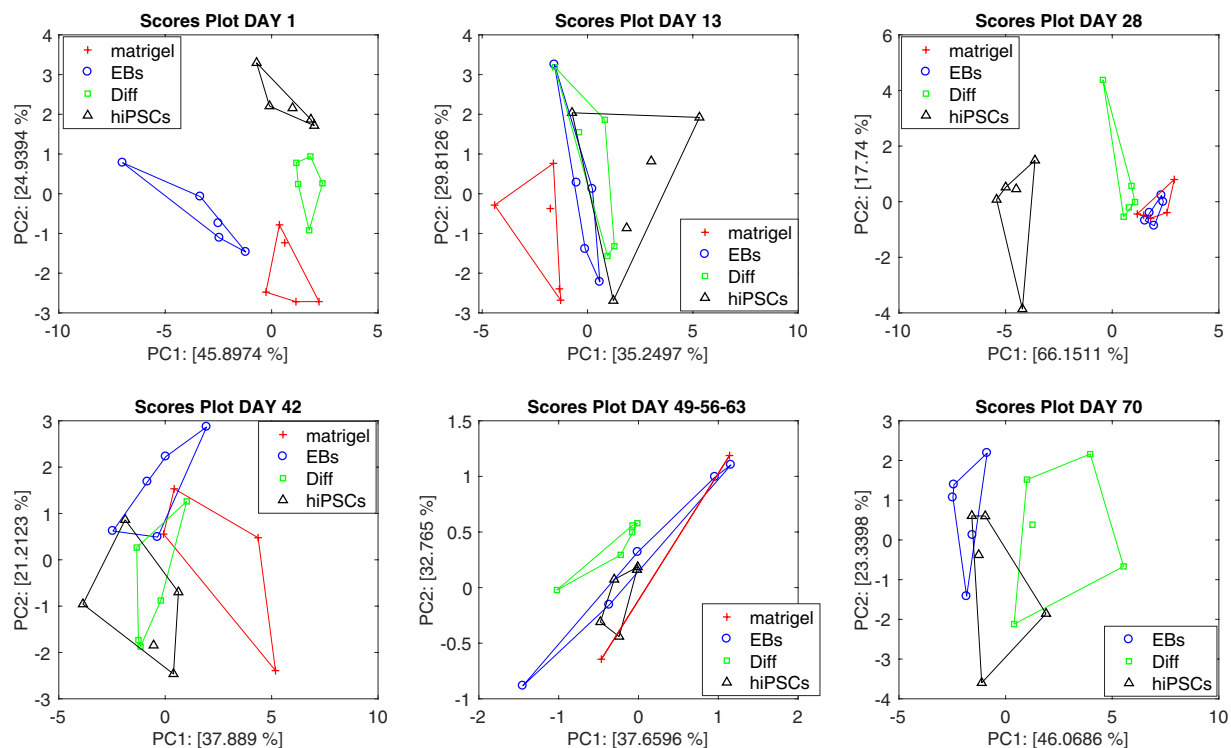 Scores Plot DAY 1
4
3
2
1
0
-1
-2
-3
-10
-5
0
5
PC2: [24.9394 %]
PC1: [45.8974 %]
matrigel
EBs
Diff
hiPSCs
Scores Plot DAY 13
4
3
2
1
0
-1
-2
-3
-5
0
5
10
PC2: [29.8126 %]
PC1: [35.2497 %]
matrigel
EBs
Diff
hiPSCs
Scores Plot DAY 28
6
4
2
0
-2
-4
-10
-5
0
5
PC2: [17.74 %]
PC1: [66.1511 %]
matrigel
EBs
Diff
hiPSCs
Scores Plot DAY 42
3
2
1
0
-1
-2
-3
-5
0
5
10
PC2: [21.2123 %]
PC1: [37.889 %]
matrigel
EBs
Diff
hiPSCs
Scores Plot DAY 49-56-63
1.5
1
0.5
0
-0.5
-1
-2
-1
0
1
2
PC2: [32.765 %]
PC1: [37.6596 %]
matrigel
EBs
Diff
hiPSCs
Scores Plot DAY 70
3
2
1
0
-1
-2
-3
-4
-5
0
5
10
PC2: [23.3398 %]
PC1: [46.0686 %]
EBs
Diff
hiPSCs